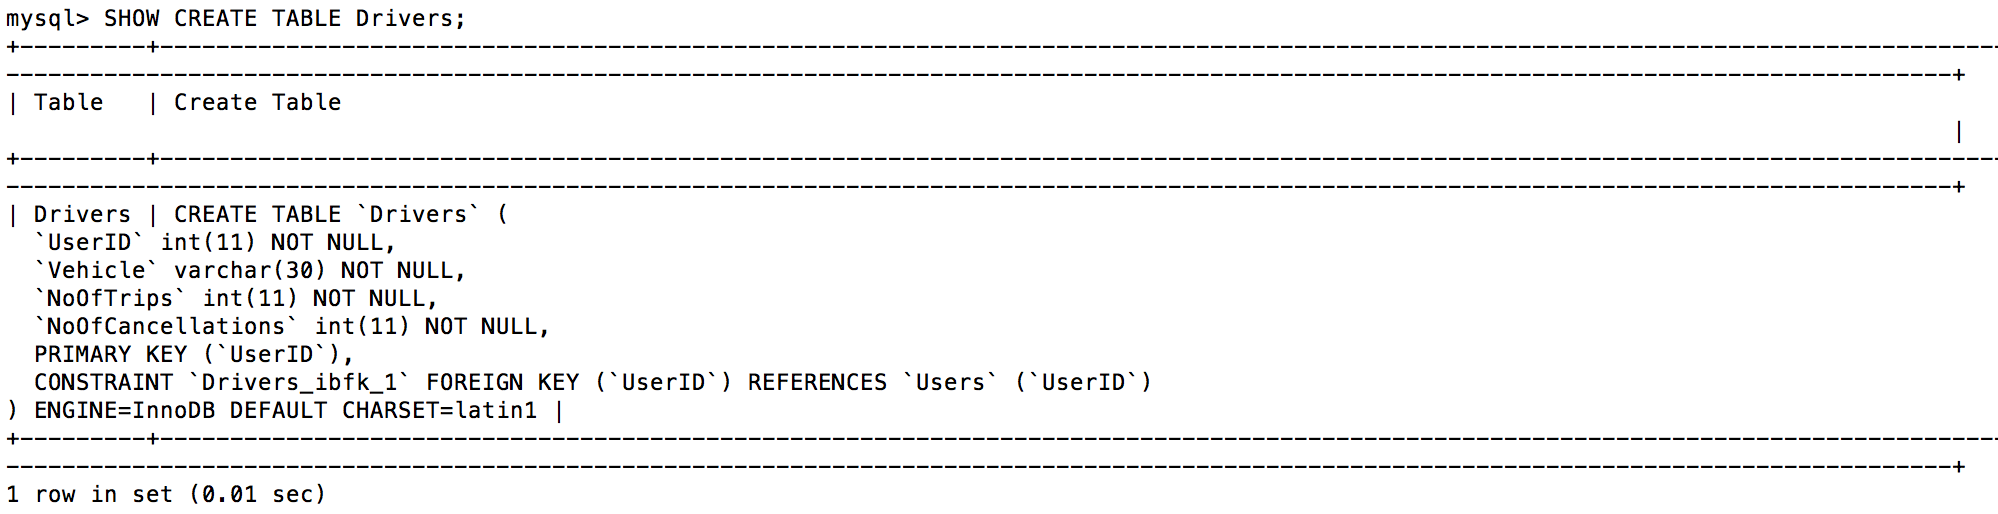 mysql> SHOW CREATE TABLE Drivers;
+---------+-----------------------------------------------------------------------------------------------------------------------------------
-------------------------------------------------------------------------------------------------------------------------------------------+
| Table   | Create Table
|
+---------+-----------------------------------------------------------------------------------------------------------------------------------
-------------------------------------------------------------------------------------------------------------------------------------------+
| Drivers | CREATE TABLE `Drivers` (
  `UserID` int(11) NOT NULL,
  `Vehicle` varchar(30) NOT NULL,
  `NoOfTrips` int(11) NOT NULL,
  `NoOfCancellations` int(11) NOT NULL,
  PRIMARY KEY (`UserID`),
  CONSTRAINT `Drivers_ibfk_1` FOREIGN KEY (`UserID`) REFERENCES `Users` (`UserID`)
) ENGINE=InnoDB DEFAULT CHARSET=latin1 |
+---------+-----------------------------------------------------------------------------------------------------------------------------------
-------------------------------------------------------------------------------------------------------------------------------------------+
1 row in set (0.01 sec)